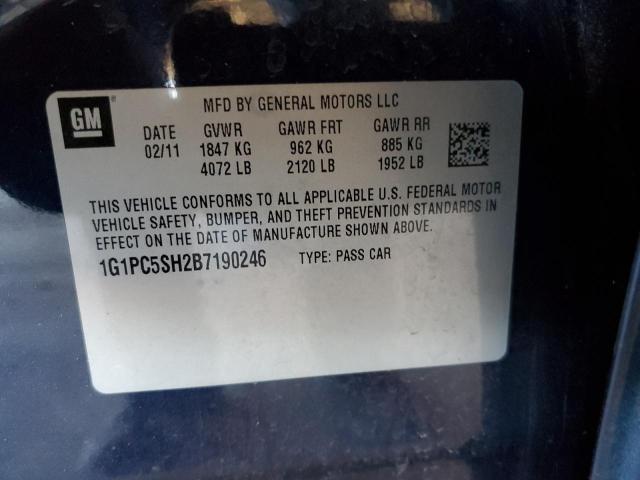 GM
MFD BY GENERAL MOTORS LLC
DATE GVWR GAWR FRT GAWR RR
02/11 1847 KG 962 KG 885 KG
4072 LB 2120 LB 1952 LB
THIS VEHICLE CONFORMS TO ALL APPLICABLE U.S. FEDERAL MOTOR
VEHICLE SAFETY, BUMPER, AND THEFT PREVENTION STANDARDS IN
EFFECT ON THE DATE OF MANUFACTURE SHOWN ABOVE.
1G1PC5SH2B7190246 TYPE: PASS CAR